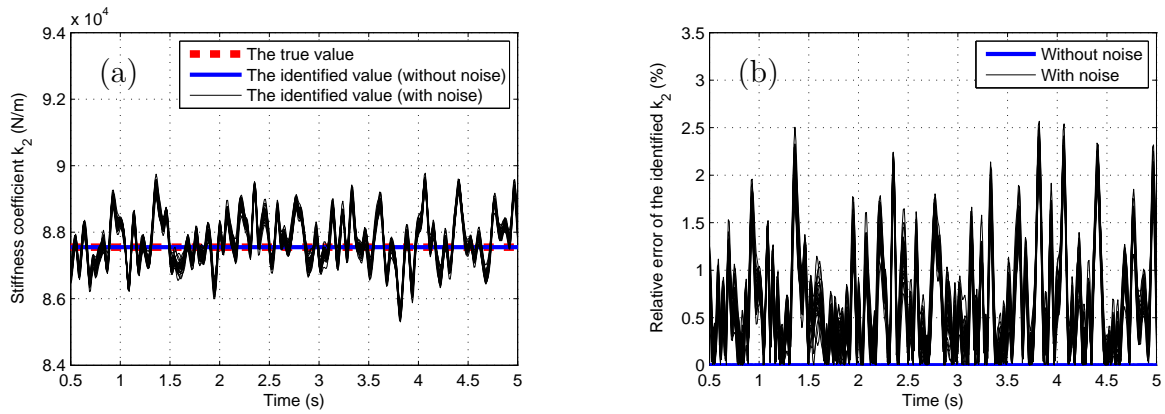 x 10^4
9.4
9.2
9
8.8
8.6
8.4
0.5 1 1.5 2 2.5 3 3.5 4 4.5 5
Time (s)
Stiffness coefficient k_2 (N/m)
(a)
The true value
The identified value (without noise)
The identified value (with noise)
3.5
3
2.5
2
1.5
1
0.5
0
0.5 1 1.5 2 2.5 3 3.5 4 4.5 5
Time (s)
Relative error of the identified k_2 (%)
(b)
Without noise
With noise